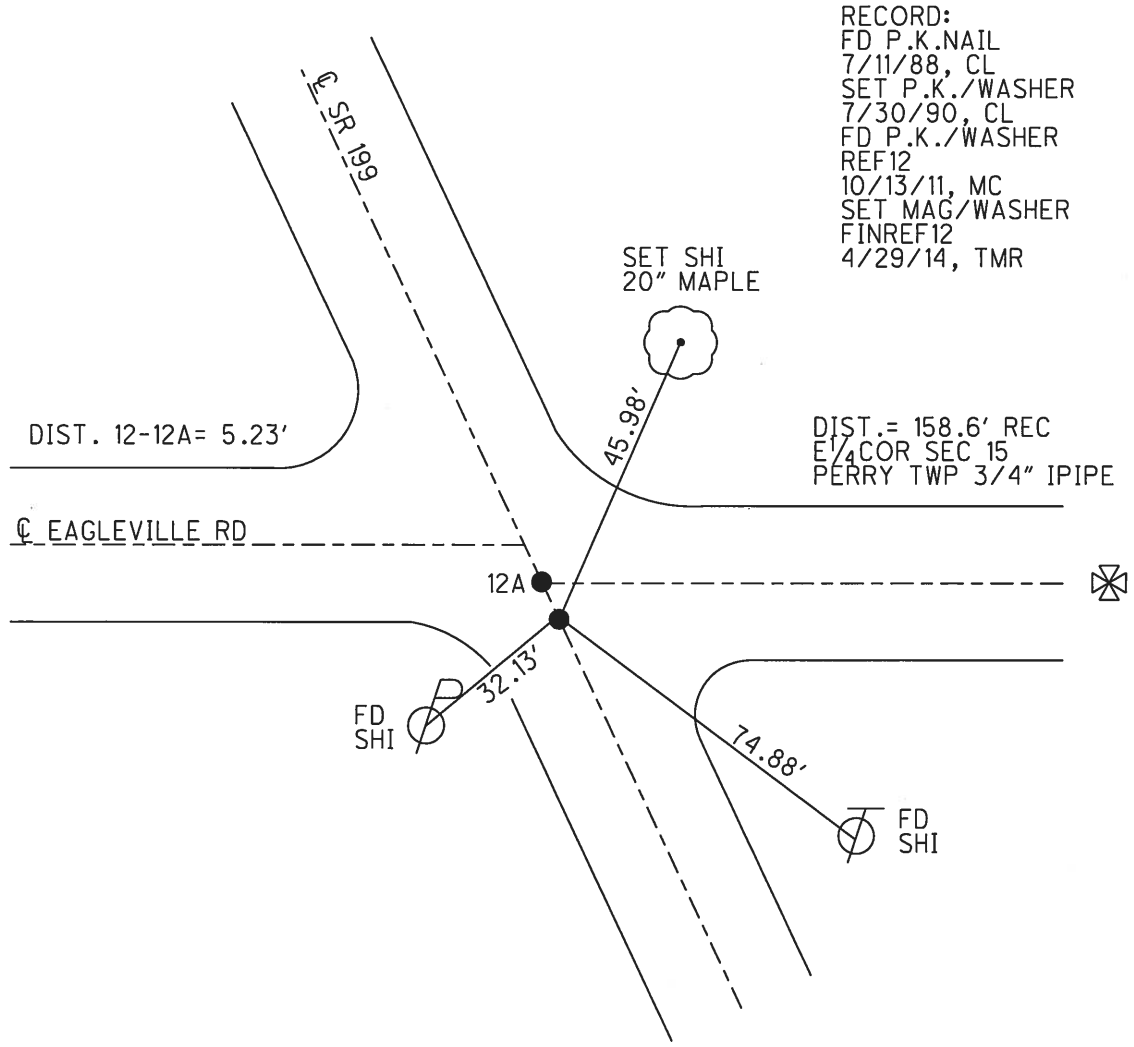 RECORD:
FD P.K.NAIL
7/11/88, CL
SET P.K./WASHER
7/30/90, CL
FD P.K./WASHER
REF12
10/13/11, MC
SET MAG/WASHER
FINREF12
4/29/14, TMR
℄ SR 199
SET SHI
20" MAPLE
45.98'
DIST. 12-12A= 5.23'
DIST.= 158.6' REC
E1/4 COR SEC 15
PERRY TWP 3/4" IPIPE
℄ EAGLEVILLE RD
12A
32.13'
FD
SHI
74.88'
FD
SHI